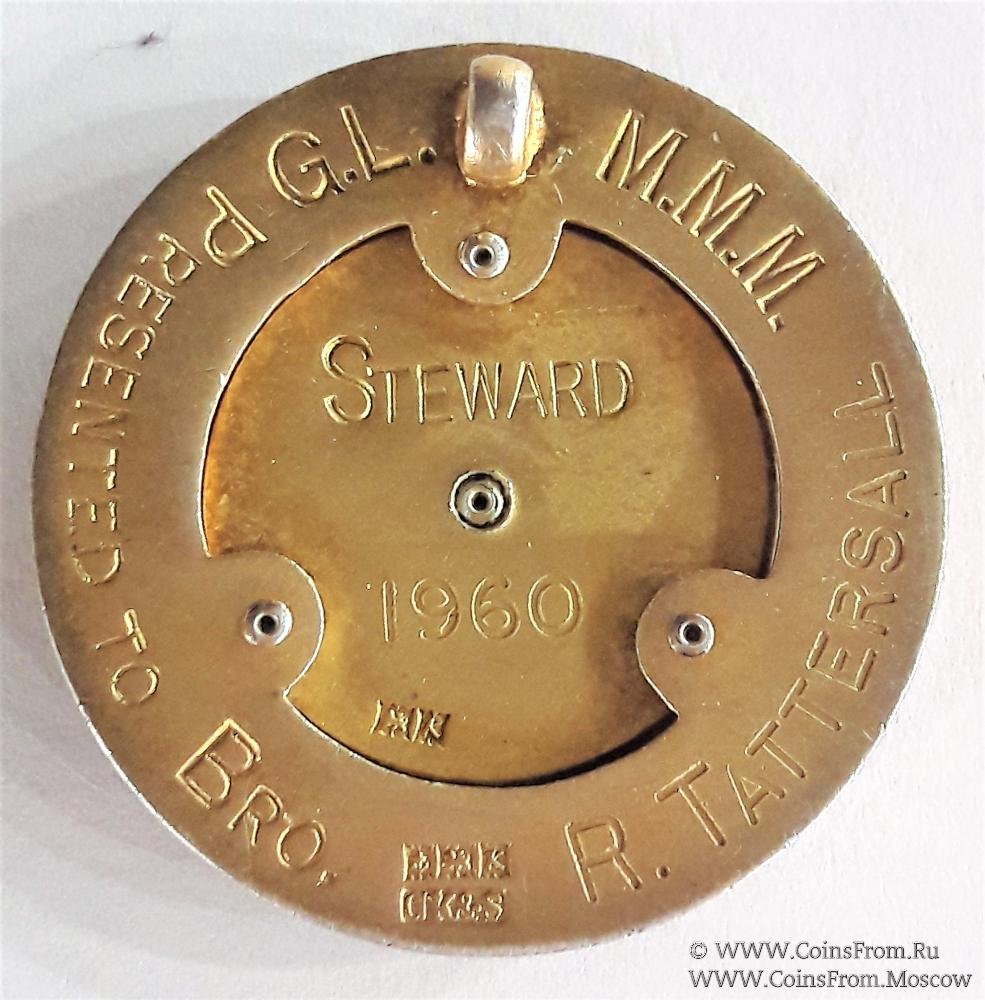 G.L. M.M.M.
PRESENTED TO BRO, R. TATTERSALL
STEWARD
1960
© WWW.CoinsFrom.Ru
WWW.CoinsFrom.Moscow